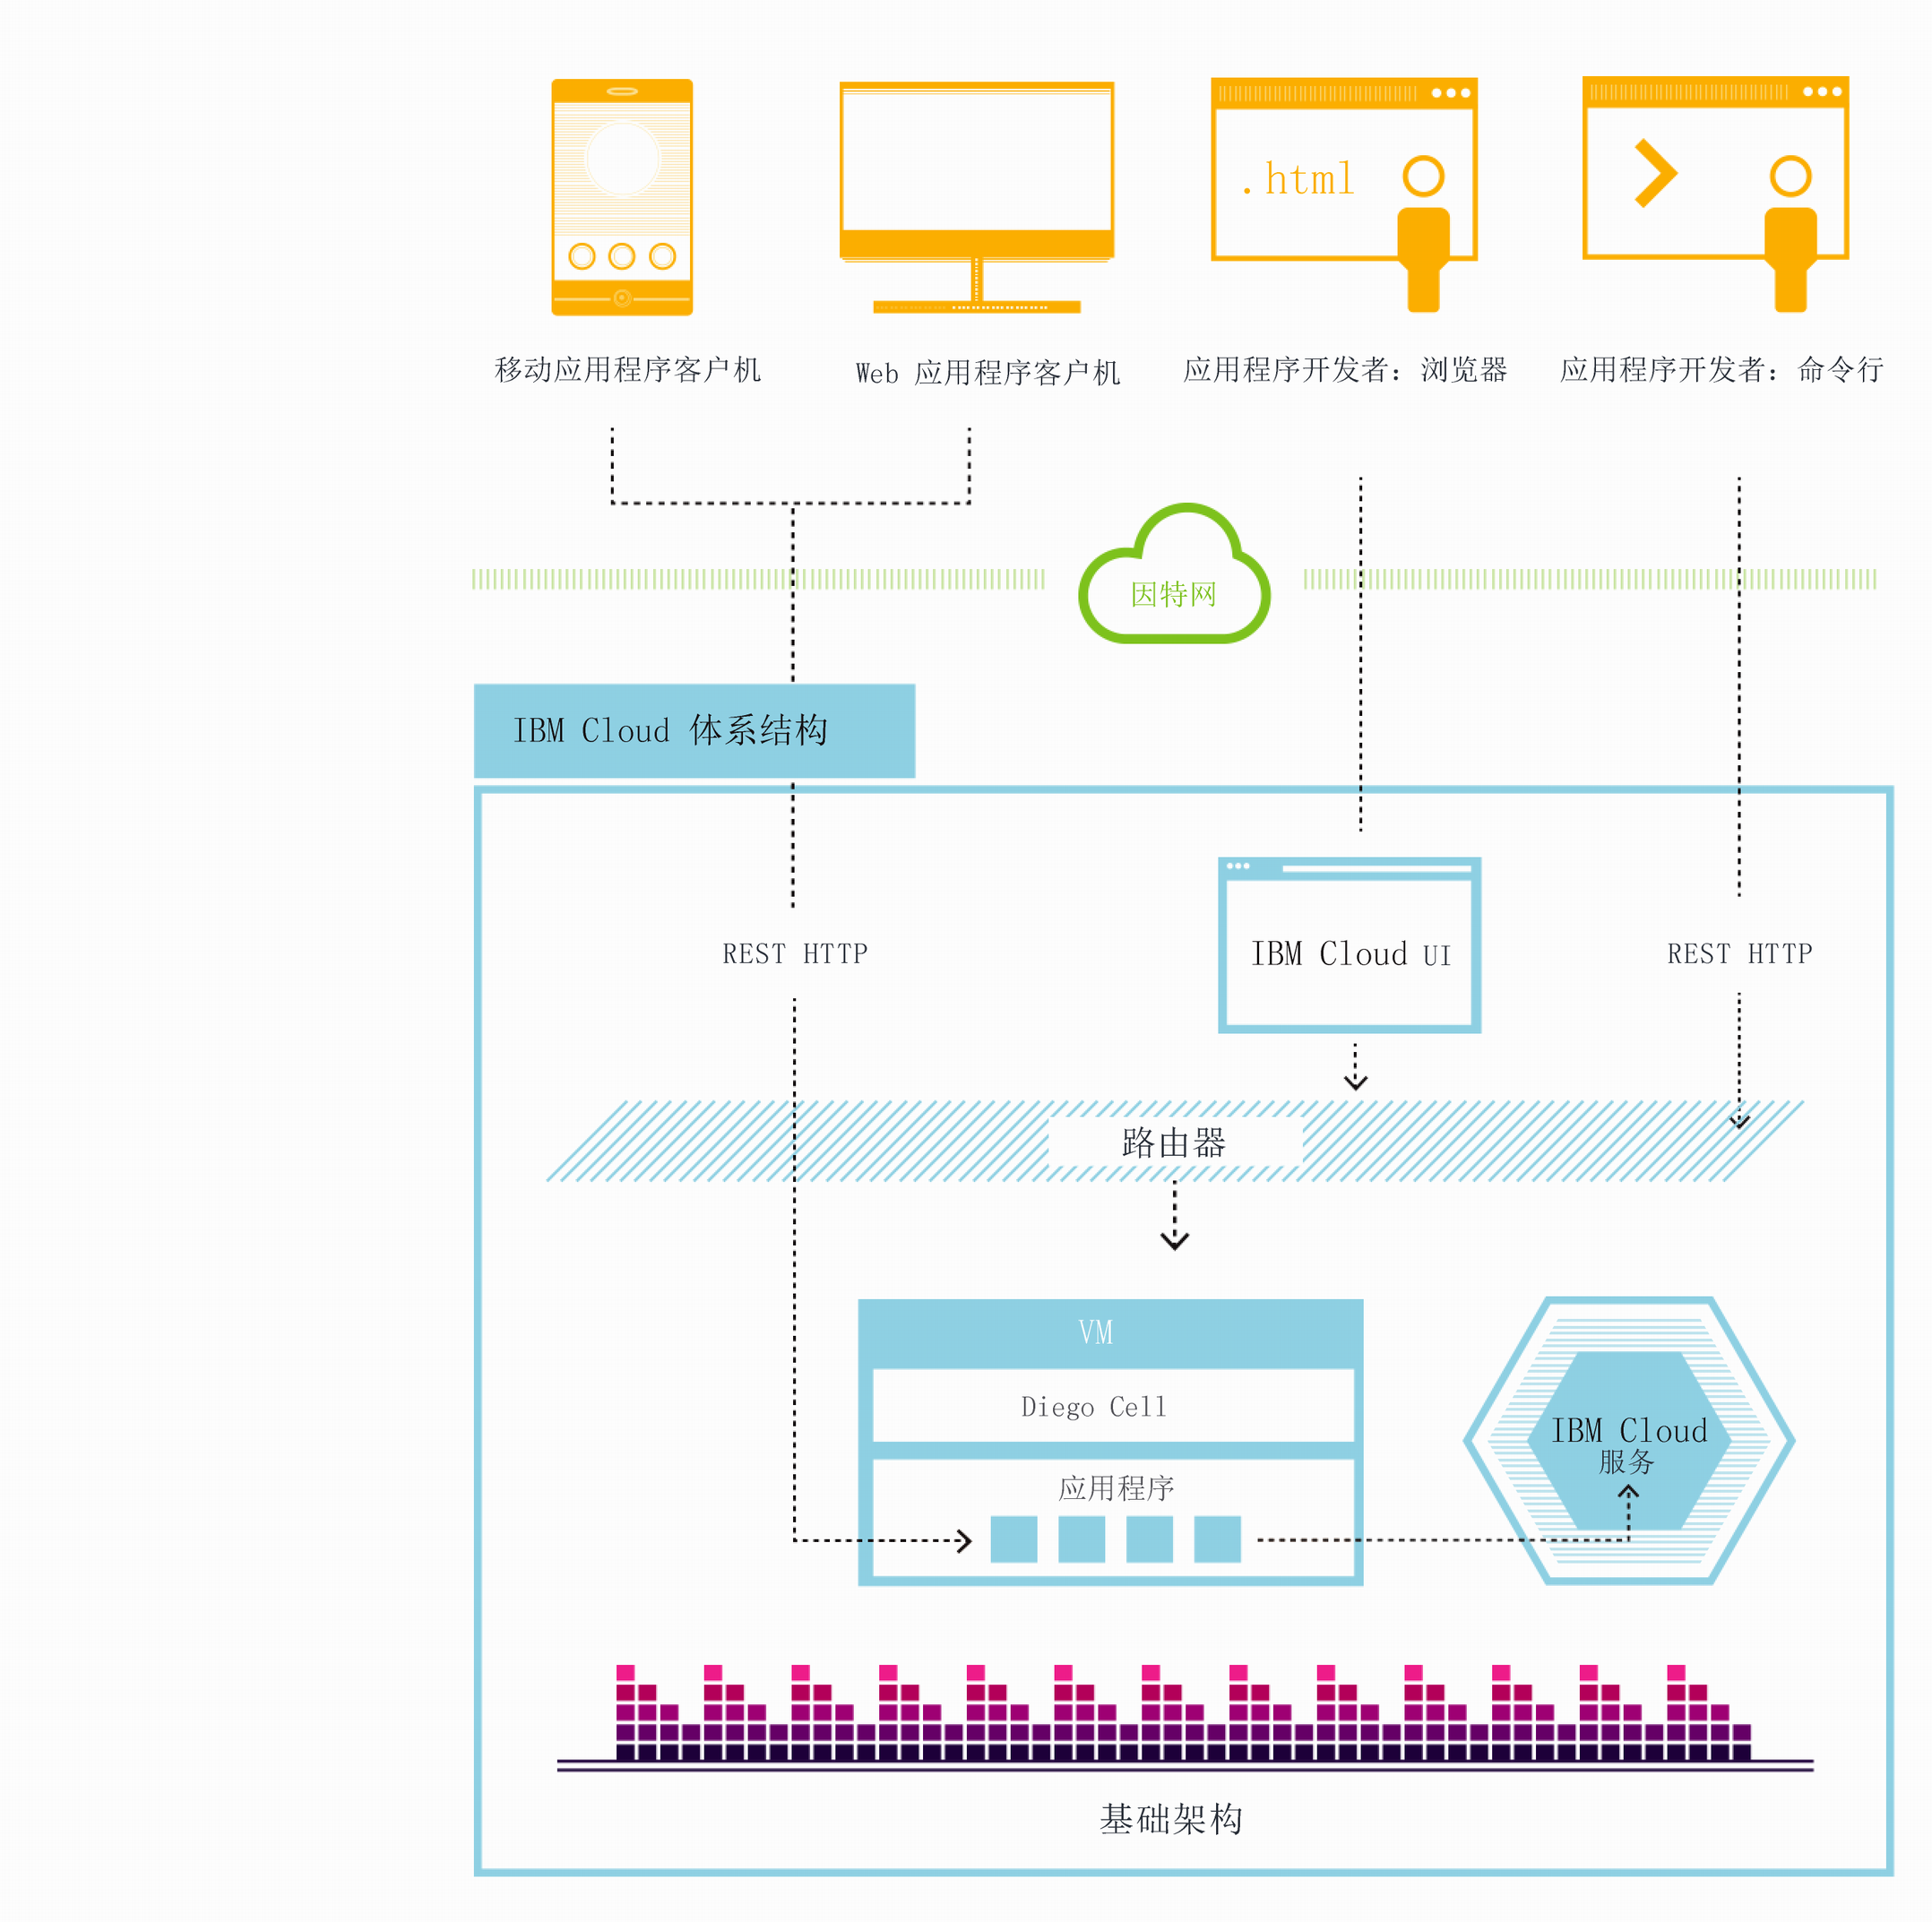 .html
移动应用程序客户机
Web 应用程序客户机
应用程序开发者：浏览器
应用程序开发者：命令行
因特网
IBM Cloud 体系结构
REST HTTP
IBM Cloud UI
REST HTTP
路由器
VM
Diego Cell
应用程序
IBM Cloud
服务
基础架构